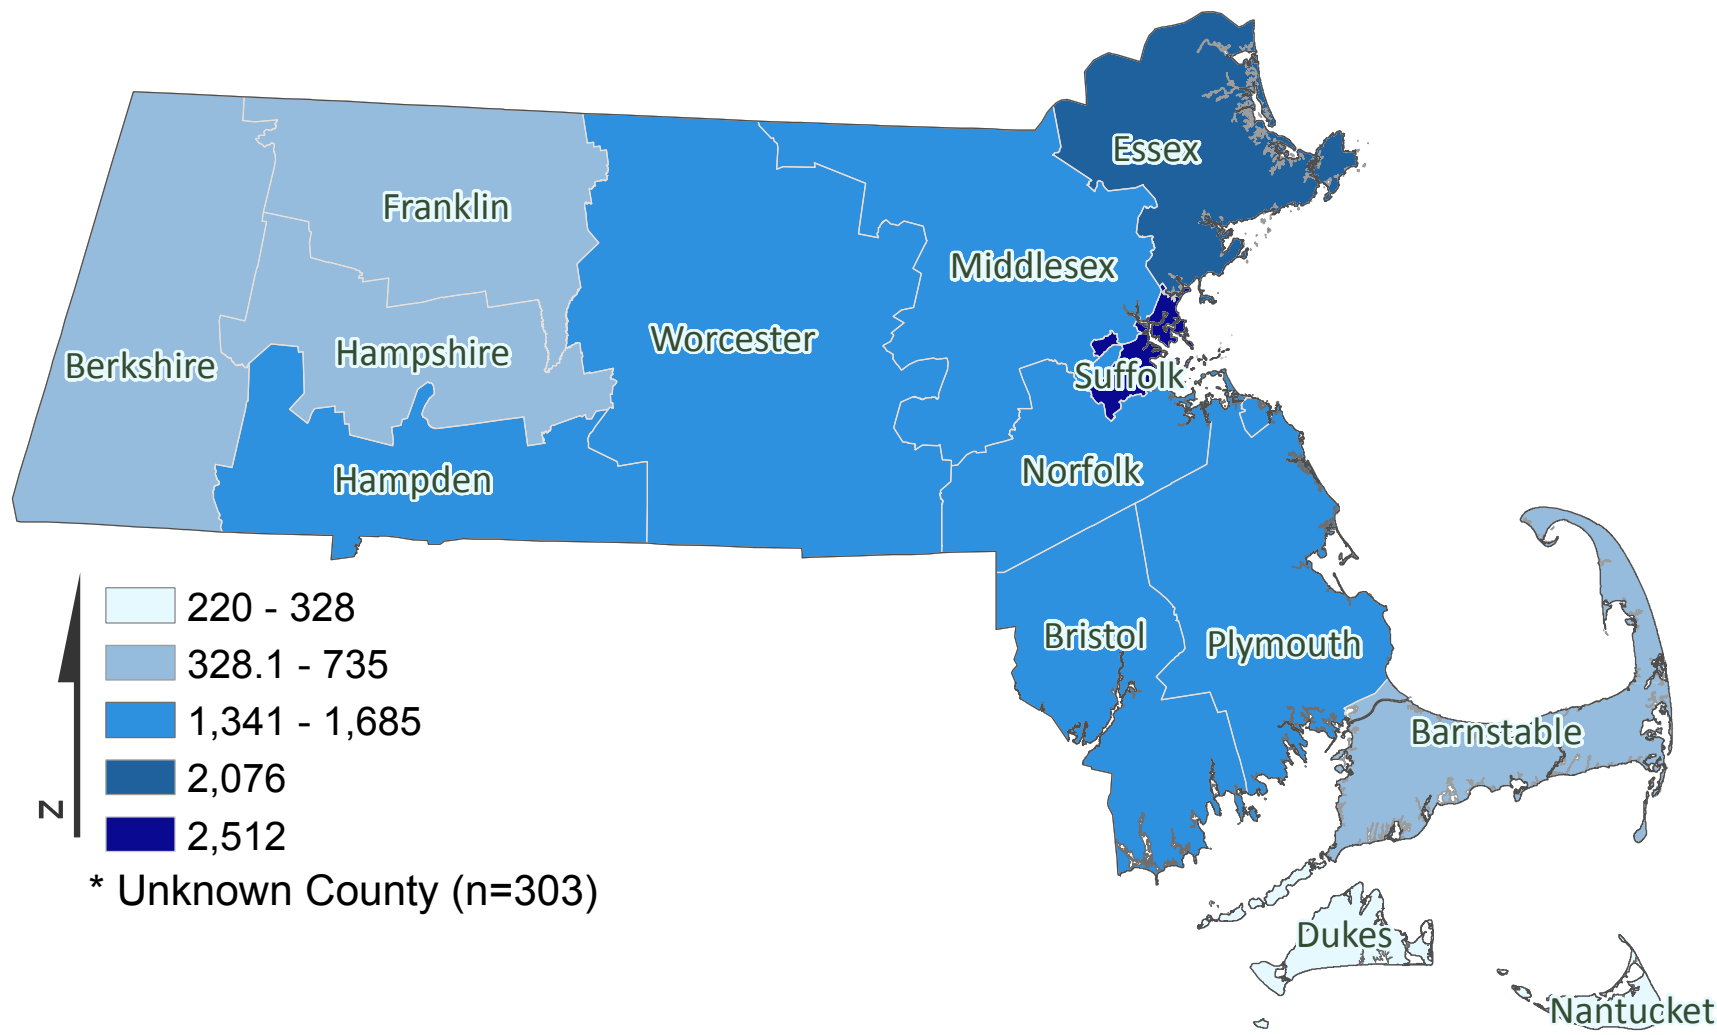 Essex
Franklin
Middlesex
Worcester
Hampshire
Berkshire
Suffolk
Norfolk
Hampden
220 - 328
328.1 - 735
1,341 - 1,685
2,076
2,512
* Unknown County (n=303)
N
Bristol
Plymouth
Barnstable
Dukes
Nantucket